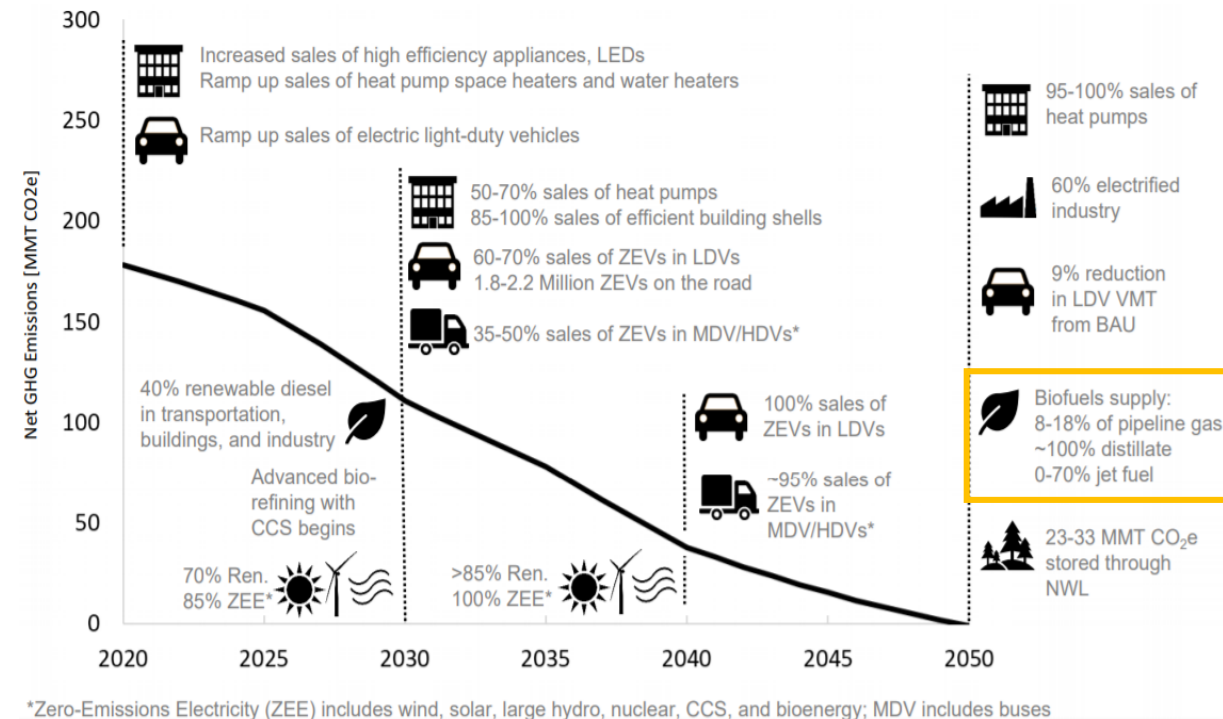 300
250
200
150
100
50
0
Net GHG Emissions [MMT CO2e]
Increased sales of high efficiency appliances, LEDs
Ramp up sales of heat pump space heaters and water heaters
Ramp up sales of electric light-duty vehicles
50-70% sales of heat pumps
85-100% sales of efficient building shells
60-70% sales of ZEVs in LDVs
1.8-2.2 Million ZEVs on the road
35-50% sales of ZEVs in MDV/HDVs*
40% renewable diesel
in transportation,
buildings, and industry
Advanced bio-
refining with
CCS begins
70% Ren.
85% ZEE*
>85% Ren.
100% ZEE*
100% sales of
ZEVs in LDVs
~95% sales of
ZEVs in
MDV/HDVs*
95-100% sales of
heat pumps
60% electrified
industry
9% reduction
in LDV VMT
from BAU
Biofuels supply:
8-18% of pipeline gas
~100% distillate
0-70% jet fuel
23-33 MMT CO₂e
stored through
NWL
2020 2025 2030 2035 2040 2045 2050
*Zero-Emissions Electricity (ZEE) includes wind, solar, large hydro, nuclear, CCS, and bioenergy; MDV includes buses